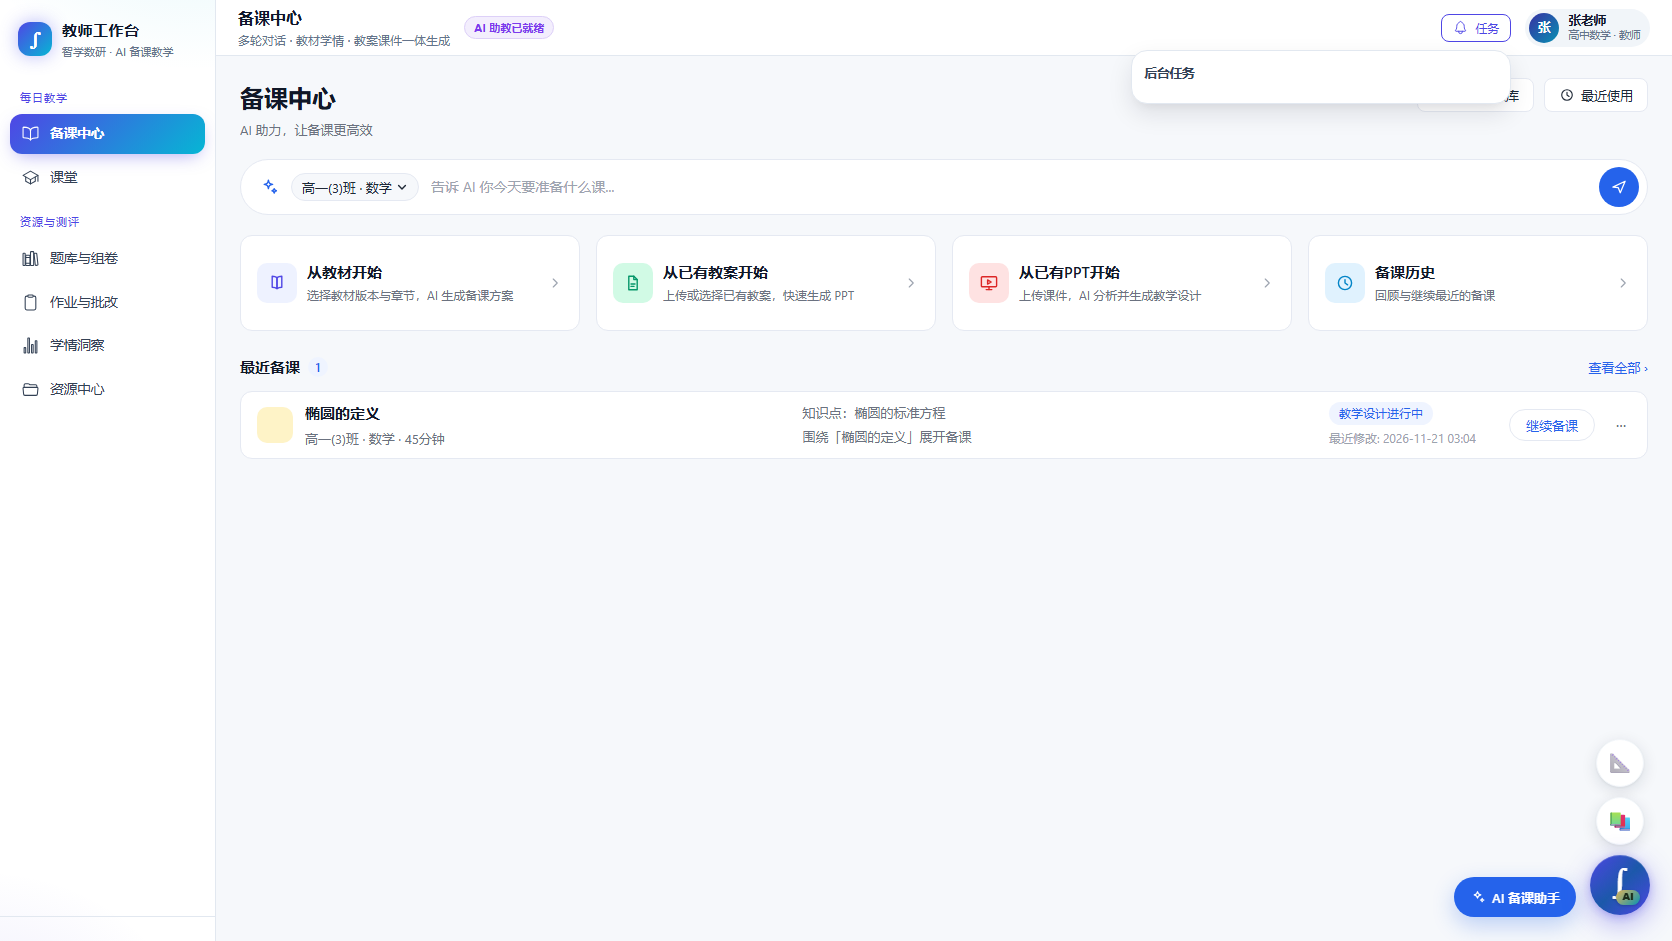 教师工作台
智学数研 · AI 备课教学
每日教学
备课中心
课堂
资源与测评
题库与组卷
作业与批改
学情洞察
资源中心
备课中心
多轮对话 · 教材学情 · 教案课件一体生成
AI 助教已就绪
任务
张
张老师
高中数学 · 教师
后台任务
库
最近使用
备课中心
AI 助力，让备课更高效
高一(3)班 · 数学
告诉 AI 你今天要准备什么课...
从教材开始
选择教材版本与章节，AI 生成备课方案
从已有教案开始
上传或选择已有教案，快速生成 PPT
从已有PPT开始
上传课件，AI 分析并生成教学设计
备课历史
回顾与继续最近的备课
最近备课 1
查看全部 ›
椭圆的定义
高一(3)班 · 数学 · 45分钟
知识点：椭圆的标准方程
围绕「椭圆的定义」展开备课
教学设计进行中
最近修改: 2026-11-21 03:04
继续备课
...
AI 备课助手
AI